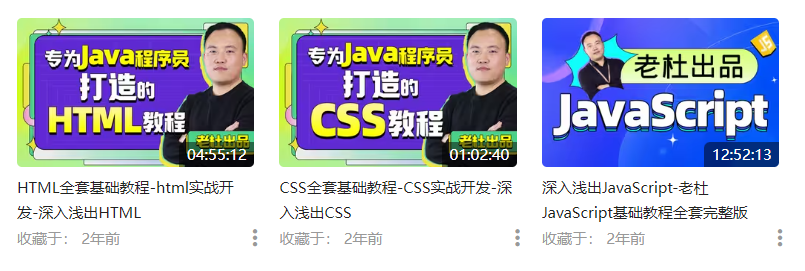 专为Java程序员
打造的
HTML教程
老杜出品
04:55:12
专为Java程序员
打造的
CSS教程
老杜出品
01:02:40
老杜出品
JavaScript
JS
12:52:13
HTML全套基础教程-html实战开
发-深入浅出HTML
收藏于： 2年前
CSS全套基础教程-CSS实战开发-深
入浅出CSS
收藏于： 2年前
深入浅出JavaScript-老杜
JavaScript基础教程全套完整版
收藏于： 2年前